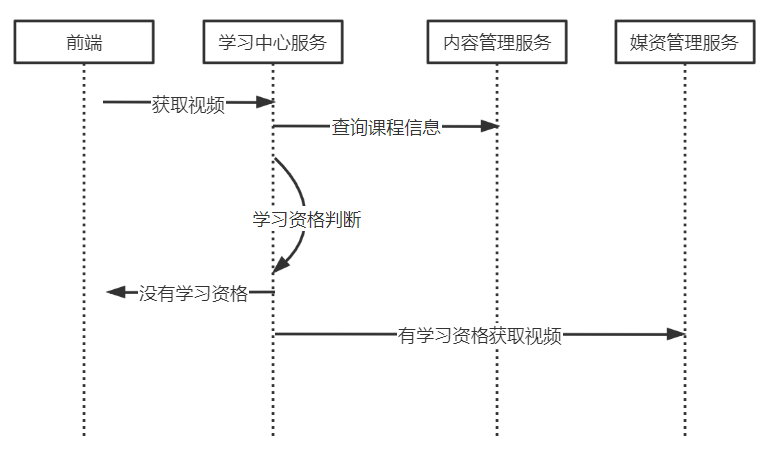 前端
学习中心服务
内容管理服务
媒资管理服务
获取视频
查询课程信息
学习资格判断
没有学习资格
有学习资格获取视频